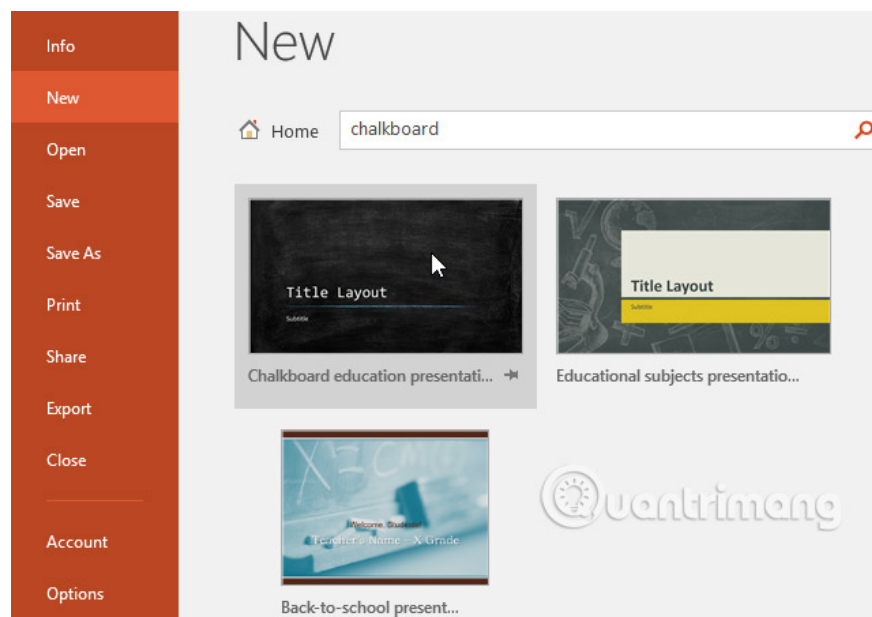 Info
New
Open
Save
Save As
Print
Share
Export
Close
Account
Options
New
Home
chalkboard
Title Layout
Subtitle
Chalkboard education presentati...
Title Layout
Subtitle
Educational subjects presentatio...
Welcome, Students!
Teacher's Name – X Grade
Back-to-school present...
Quantrimang